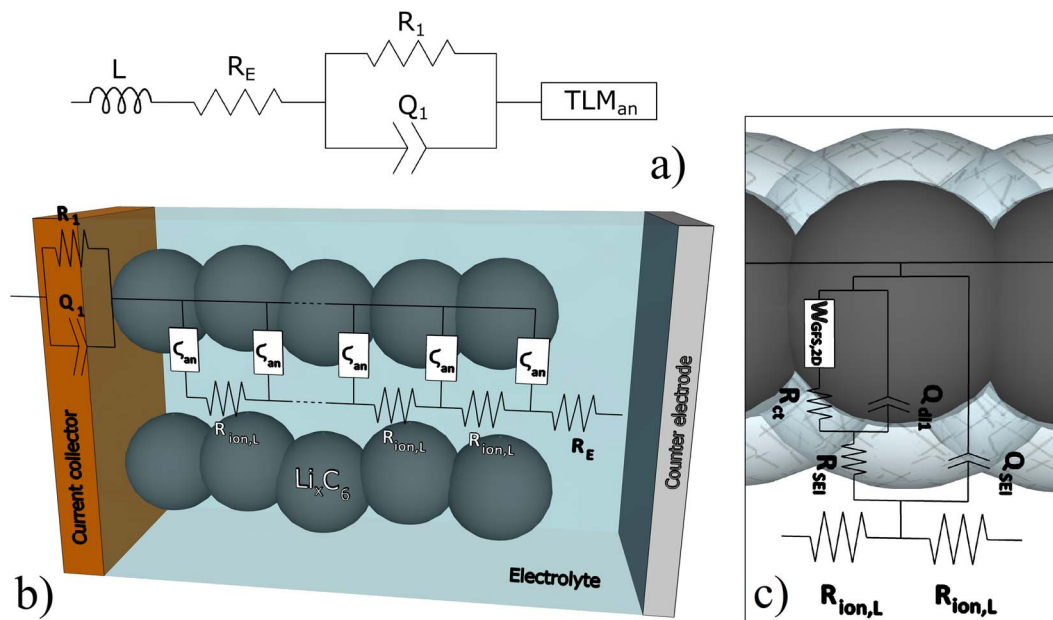 L
R_E
R_1
Q_1
TLM_an
a)
R_1
Q_1
ς_an
ς_an
ς_an
ς_an
ς_an
R_ion,L
R_ion,L
R_ion,L
R_E
Li_xC_6
Current collector
Counter electrode
Electrolyte
b)
W_GFS,2D
R_ct
Q_dl1
R_SEI
Q_SEI
R_ion,L
R_ion,L
c)